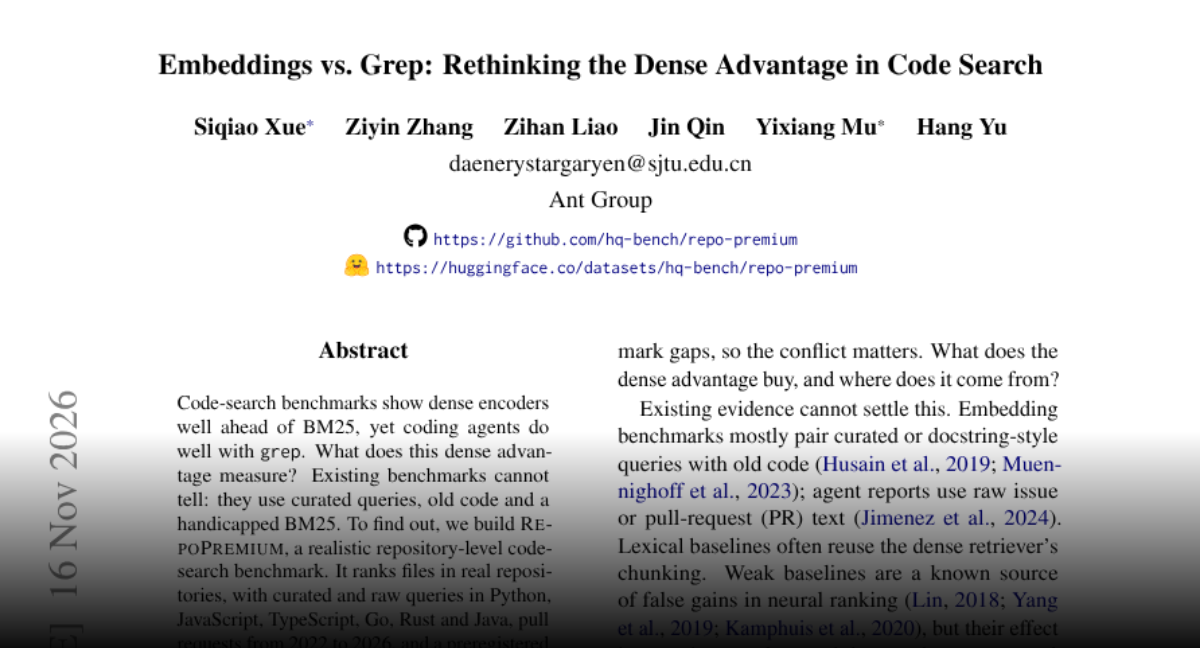 Embeddings vs. Grep: Rethinking the Dense Advantage in Code Search
Siqiao Xue* Ziyin Zhang Zihan Liao Jin Qin Yixiang Mu* Hang Yu
daenerystargaryen@sjtu.edu.cn
Ant Group
https://github.com/hq-bench/repo-premium
https://huggingface.co/datasets/hq-bench/repo-premium
Abstract
Code-search benchmarks show dense encoders
well ahead of BM25, yet coding agents do
well with grep. What does this dense advan-
tage measure? Existing benchmarks cannot
tell: they use curated queries, old code and a
handicapped BM25. To find out, we build RE-
POPREMIUM, a realistic repository-level code-
search benchmark. It ranks files in real reposi-
tories, with curated and raw queries in Python,
JavaScript, TypeScript, Go, Rust and Java, pull
requests from 2022 to 2026, and a preregistered
mark gaps, so the conflict matters. What does the
dense advantage buy, and where does it come from?
Existing evidence cannot settle this. Embedding
benchmarks mostly pair curated or docstring-style
queries with old code (Husain et al., 2019; Muen-
nighoff et al., 2023); agent reports use raw issue
or pull-request (PR) text (Jimenez et al., 2024).
Lexical baselines often reuse the dense retriever's
chunking. Weak baselines are a known source
of false gains in neural ranking (Lin, 2018; Yang
et al., 2019; Kamphuis et al., 2020), but their effect
16 Nov 2026